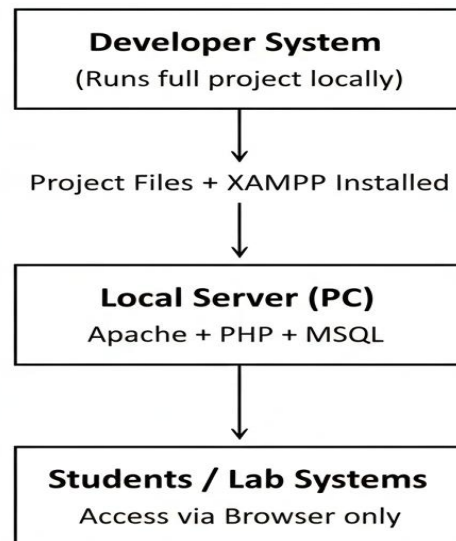 Developer System
(Runs full project locally)
Project Files + XAMPP Installed
Local Server (PC)
Apache + PHP + MSQL
Students / Lab Systems
Access via Browser only